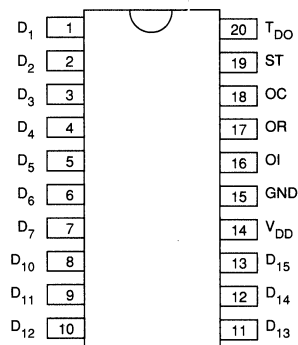 D1 1 20 TDO
D2 2 19 ST
D3 3 18 OC
D4 4 17 OR
D5 5 16 OI
D6 6 15 GND
D7 7 14 VDD
D10 8 13 D15
D11 9 12 D14
D12 10 11 D13